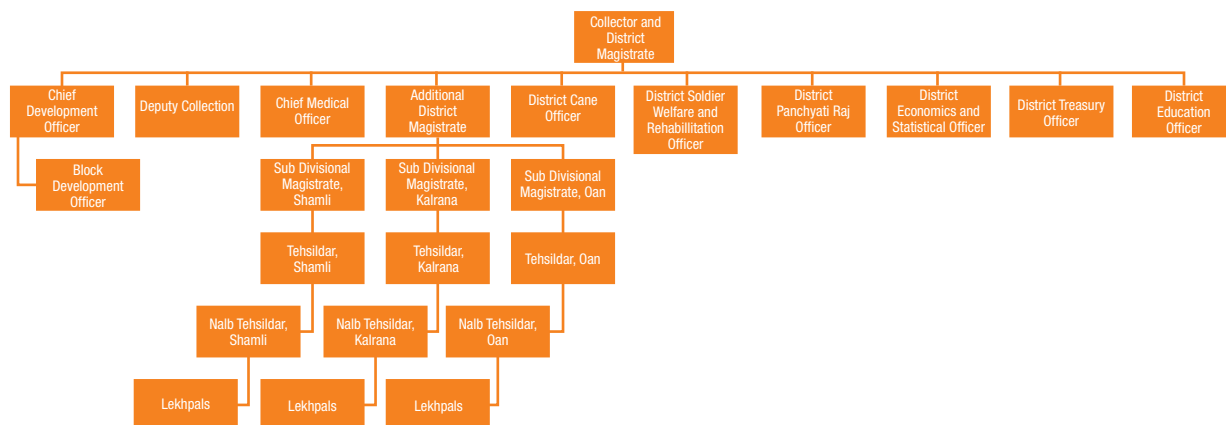 Collector and
District
Magistrate
Chief
Development
Officer
Deputy Collection
Chief Medical
Officer
Additional
District
Magistrate
District Cane
Officer
District Soldier
Welfare and
Rehabillitation
Officer
District
Panchyati Raj
Officer
District
Economics and
Statistical Officer
District Treasury
Officer
District
Education
Officer
Block
Development
Officer
Sub Divisional
Magistrate,
Shamli
Sub Divisional
Magistrate,
Kalrana
Sub Divisional
Magistrate, Oan
Tehsildar,
Shamli
Tehsildar,
Kalrana
Tehsildar, Oan
Nalb Tehsildar,
Shamli
Nalb Tehsildar,
Kalrana
Nalb Tehsildar,
Oan
Lekhpals
Lekhpals
Lekhpals